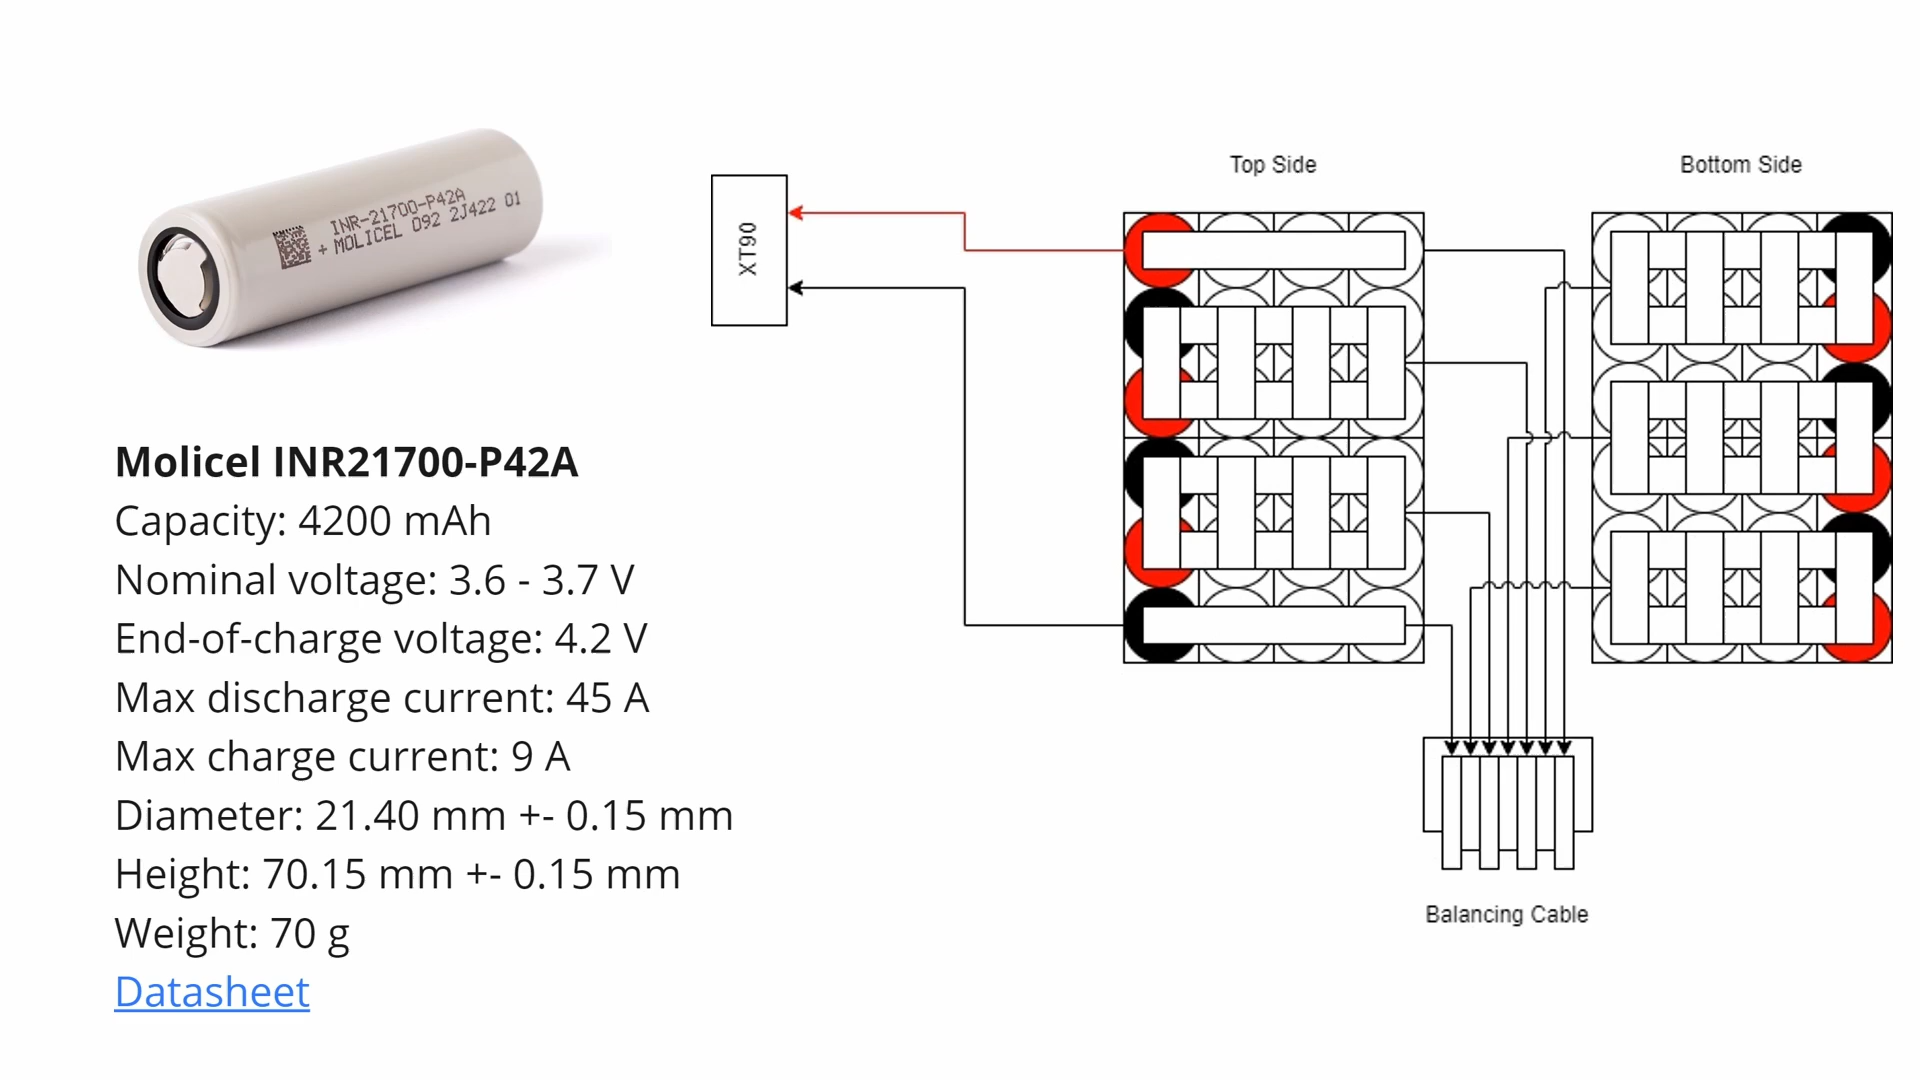 INR-21700-P42A
+ MOLICEL 092 2J422 01
Molicel INR21700-P42A
Capacity: 4200 mAh
Nominal voltage: 3.6 - 3.7 V
End-of-charge voltage: 4.2 V
Max discharge current: 45 A
Max charge current: 9 A
Diameter: 21.40 mm +- 0.15 mm
Height: 70.15 mm +- 0.15 mm
Weight: 70 g
Datasheet
XT90
Top Side
Bottom Side
Balancing Cable